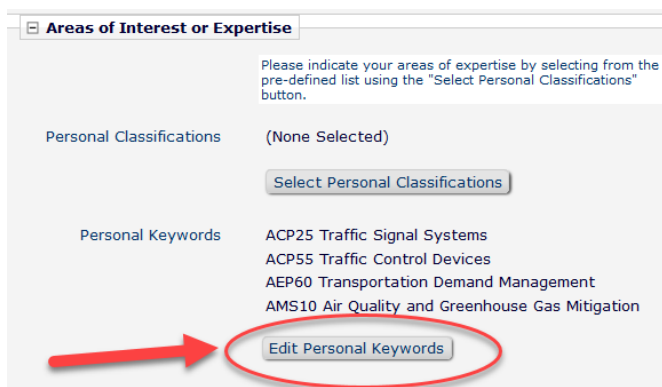 Areas of Interest or Expertise
Please indicate your areas of expertise by selecting from the
pre-defined list using the "Select Personal Classifications"
button.
Personal Classifications (None Selected)
Select Personal Classifications
Personal Keywords ACP25 Traffic Signal Systems
ACP55 Traffic Control Devices
AEP60 Transportation Demand Management
AMS10 Air Quality and Greenhouse Gas Mitigation
Edit Personal Keywords